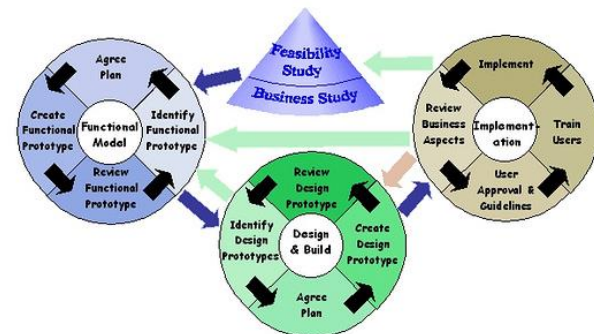 Feasibility
Study
Business Study
Agree
Plan
Create
Functional
Prototype
Functional
Model
Identify
Functional
Prototype
Review
Functional
Prototype
Review
Design
Prototype
Identify
Design
Prototypes
Design
& Build
Create
Design
Prototype
Agree
Plan
Implement
Review
Business
Aspects
Implement-
ation
Train
Users
User
Approval &
Guidelines